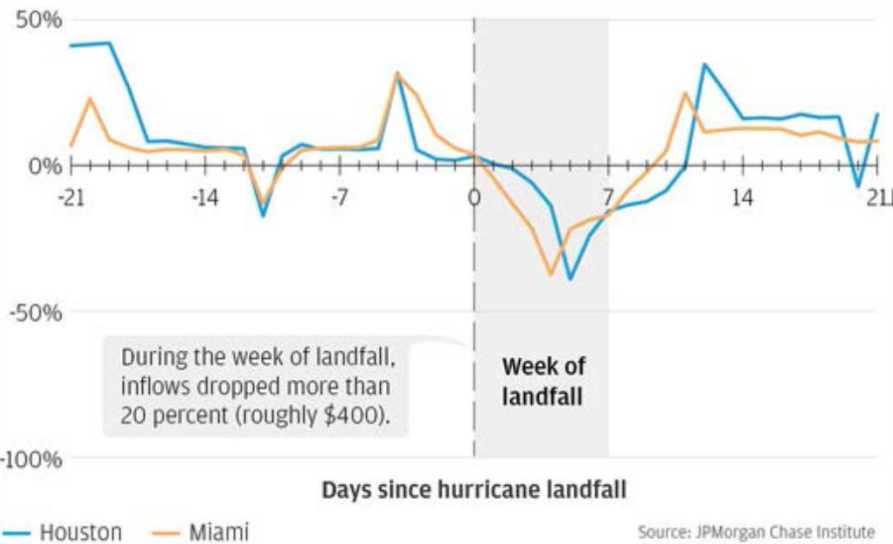 50%
0%
-21
-14
-7
0
7
14
21
-50%
During the week of landfall,
inflows dropped more than
20 percent (roughly $400).
Week of
landfall
-100%
Days since hurricane landfall
Houston
Miami
Source: JPMorgan Chase Institute